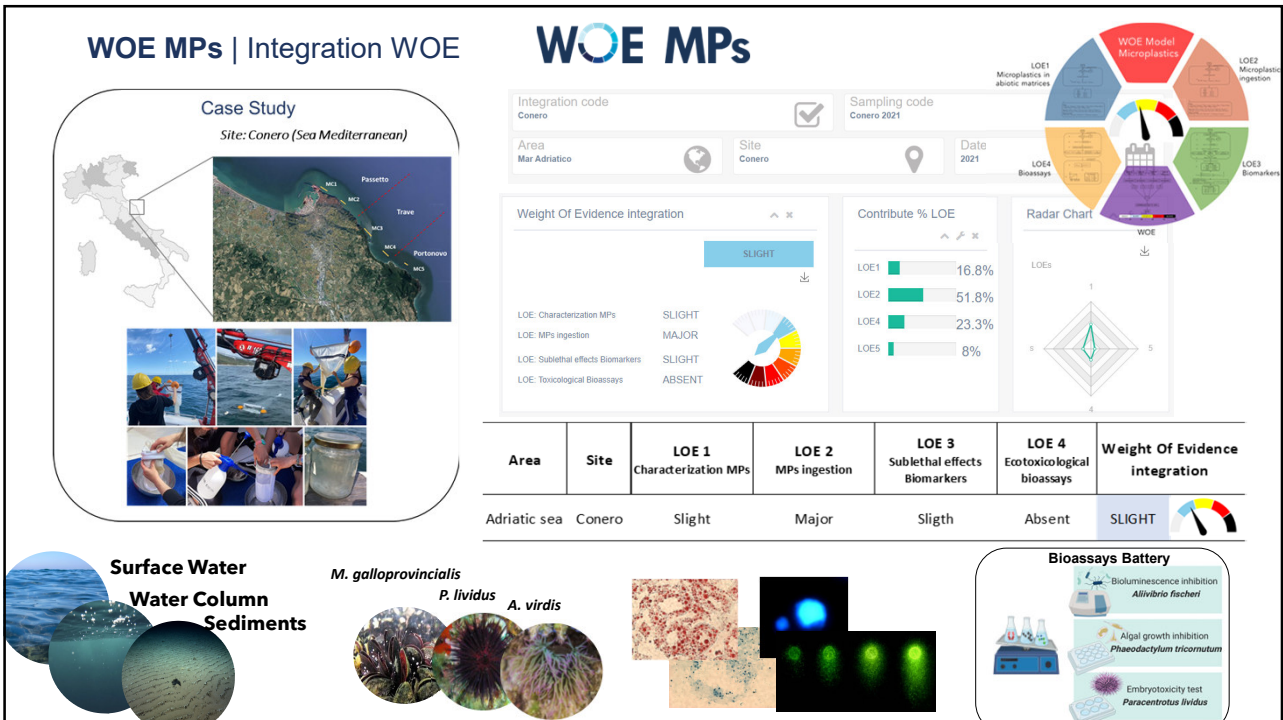 WOE MPs | Integration WOE
WOE MPs
Case Study
Site: Conero (Sea Mediterranean)
MC1
Passetto
MC2
Trave
MC3
MC4
Portonovo
MC5
Integration code
Conero
Sampling code
Conero 2021
Area
Mar Adriatico
Site
Conero
Date
2021
WOE Model
Microplastics
LOE1
Microplastics in
abiotic matrices
LOE2
Microplastic
ingestion
LOE4
Bioassays
LOE3
Biomarkers
WOE
Weight Of Evidence integration
SLIGHT
LOE: Characterization MPs SLIGHT
LOE: MPs ingestion MAJOR
LOE: Sublethal effects Biomarkers SLIGHT
LOE: Toxicological Bioassays ABSENT
Contribute % LOE
LOE1 16.8%
LOE2 51.8%
LOE4 23.3%
LOE5 8%
Radar Chart
LOEs
1
s
5
4
Area Site LOE 1 LOE 2 LOE 3 LOE 4 Weight Of Evidence
Characterization MPs MPs ingestion Sublethal effects Ecotoxicological integration
Biomarkers bioassays
Adriatic sea Conero Slight Major Sligth Absent SLIGHT
Surface Water
Water Column
Sediments
M. galloprovincialis
P. lividus
A. virdis
Bioassays Battery
Bioluminescence inhibition
Aliivibrio fischeri
Algal growth inhibition
Phaeodactylum tricornutum
Embryotoxicity test
Paracentrotus lividus